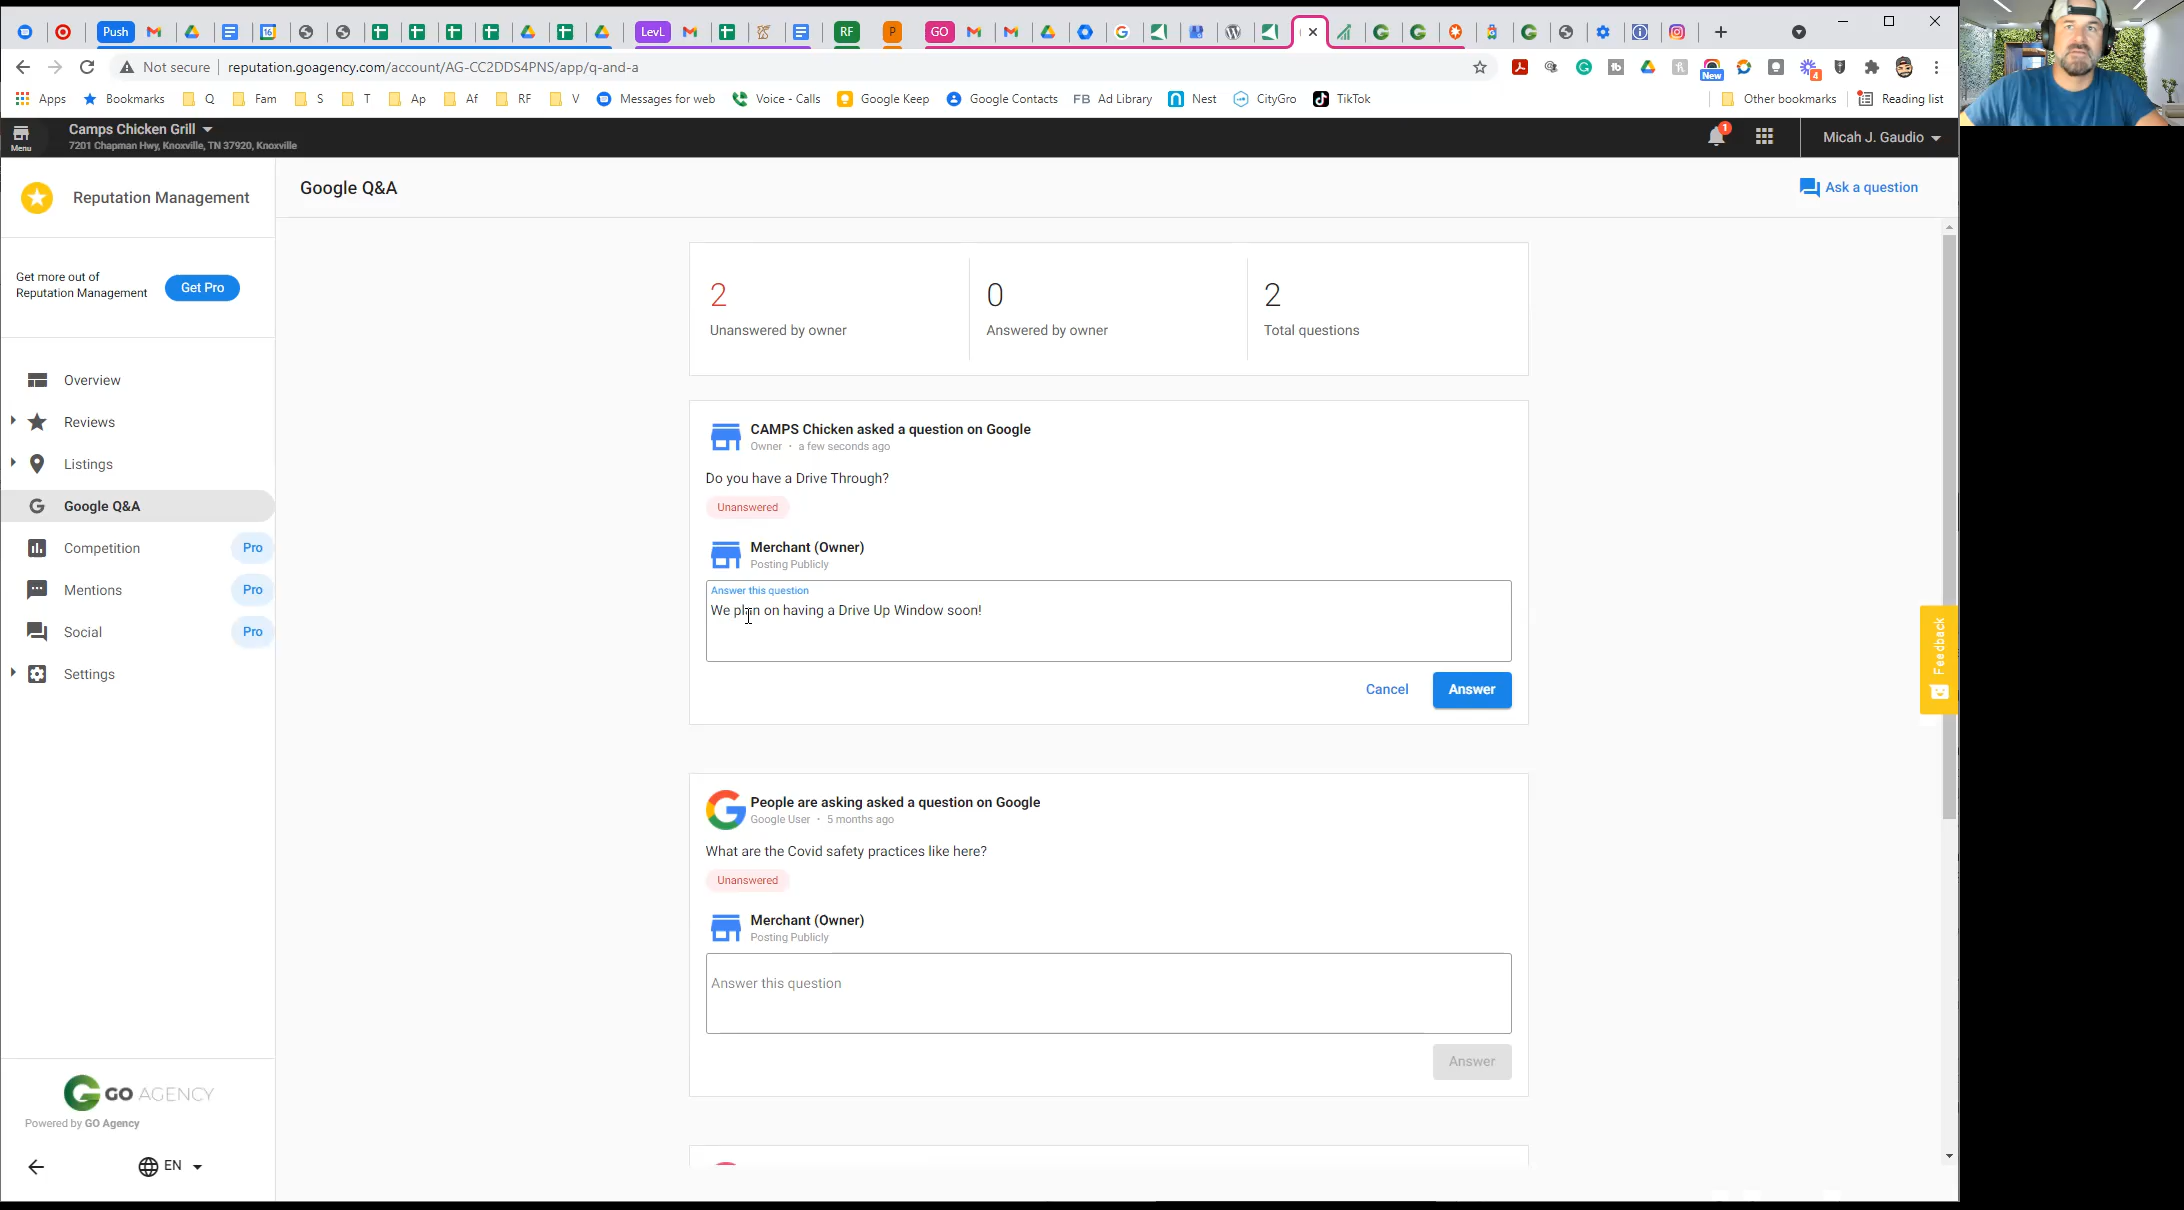 Push
LevL
RF
P
GO
Not secure
reputation.goagency.com/account/AG-CC2DDS4PNS/app/q-and-a
New
4
Apps
Bookmarks
Q
Fam
S
T
Ap
Af
RF
V
Messages for web
Voice - Calls
Google Keep
Google Contacts
FB Ad Library
Nest
CityGro
TikTok
Other bookmarks
Reading list
Menu
Camps Chicken Grill
7201 Chapman Hwy, Knoxville, TN 37920, Knoxville
1
Micah J. Gaudio
Reputation Management
Google Q&A
Ask a question
Get more out of
Reputation Management
Get Pro
Overview
Reviews
Listings
Google Q&A
Competition Pro
Mentions Pro
Social Pro
Settings
2
Unanswered by owner
0
Answered by owner
2
Total questions
CAMPS Chicken asked a question on Google
Owner · a few seconds ago
Do you have a Drive Through?
Unanswered
Merchant (Owner)
Posting Publicly
Answer this question
We plan on having a Drive Up Window soon!
Cancel
Answer
Feedback
People are asking asked a question on Google
Google User · 5 months ago
What are the Covid safety practices like here?
Unanswered
Merchant (Owner)
Posting Publicly
Answer this question
Answer
GO AGENCY
Powered by GO Agency
EN